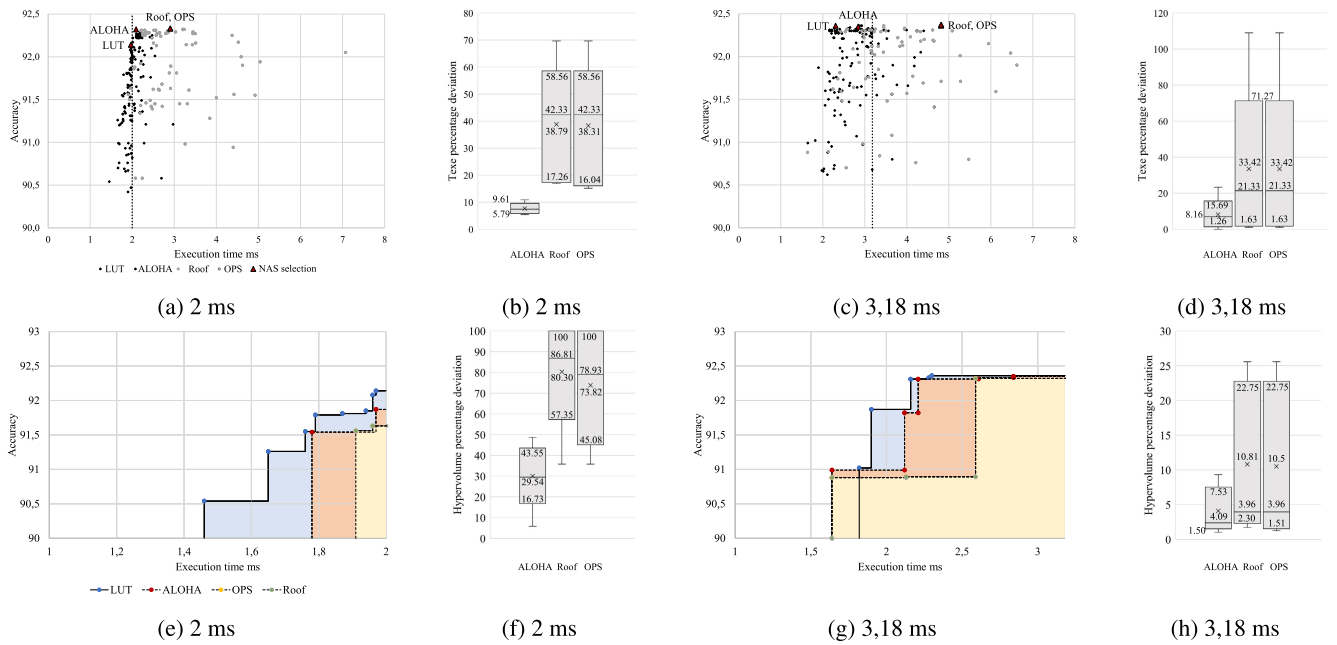 92,5
92,0
91,5
91,0
90,5
90,0
Accuracy
0 1 2 3 4 5 6 7 8
Execution time ms
ALOHA
LUT
Roof, OPS
LUT ALOHA Roof OPS NAS selection
(a) 2 ms
80
70
60
50
40
30
20
10
0
Texe percentage deviation
9.61
5.79
58.56 58.56
42.33 42.33
38.79 38.31
17.26 16.04
ALOHA Roof OPS
(b) 2 ms
92,5
92,0
91,5
91,0
90,5
90,0
Accuracy
0 1 2 3 4 5 6 7 8
Execution time ms
ALOHA
LUT
Roof, OPS
(c) 3,18 ms
120
100
80
60
40
20
0
Texe percentage deviation
71.27
33,42 33,42
21.33 21.33
15.69
8.16
1.26 1.63 1.63
ALOHA Roof OPS
(d) 3,18 ms
93
92,5
92
91,5
91
90,5
90
Accuracy
1 1,2 1,4 1,6 1,8 2
Execution time ms
LUT ALOHA OPS Roof
(e) 2 ms
100
90
80
70
60
50
40
30
20
10
0
Hypervolume percentage deviation
100 100
86.81
80.30 78.93
73.82
57.35
45.08
43.55
29.54
16.73
ALOHA Roof OPS
(f) 2 ms
93
92,5
92
91,5
91
90,5
90
Accuracy
1 1,5 2 2,5 3
Execution time ms
(g) 3,18 ms
30
25
20
15
10
5
0
Hypervolume percentage deviation
22.75 22.75
10.81 10.5
7.53
4.09 3.96 3.96
2.30
1.50 1.51
ALOHA Roof OPS
(h) 3,18 ms